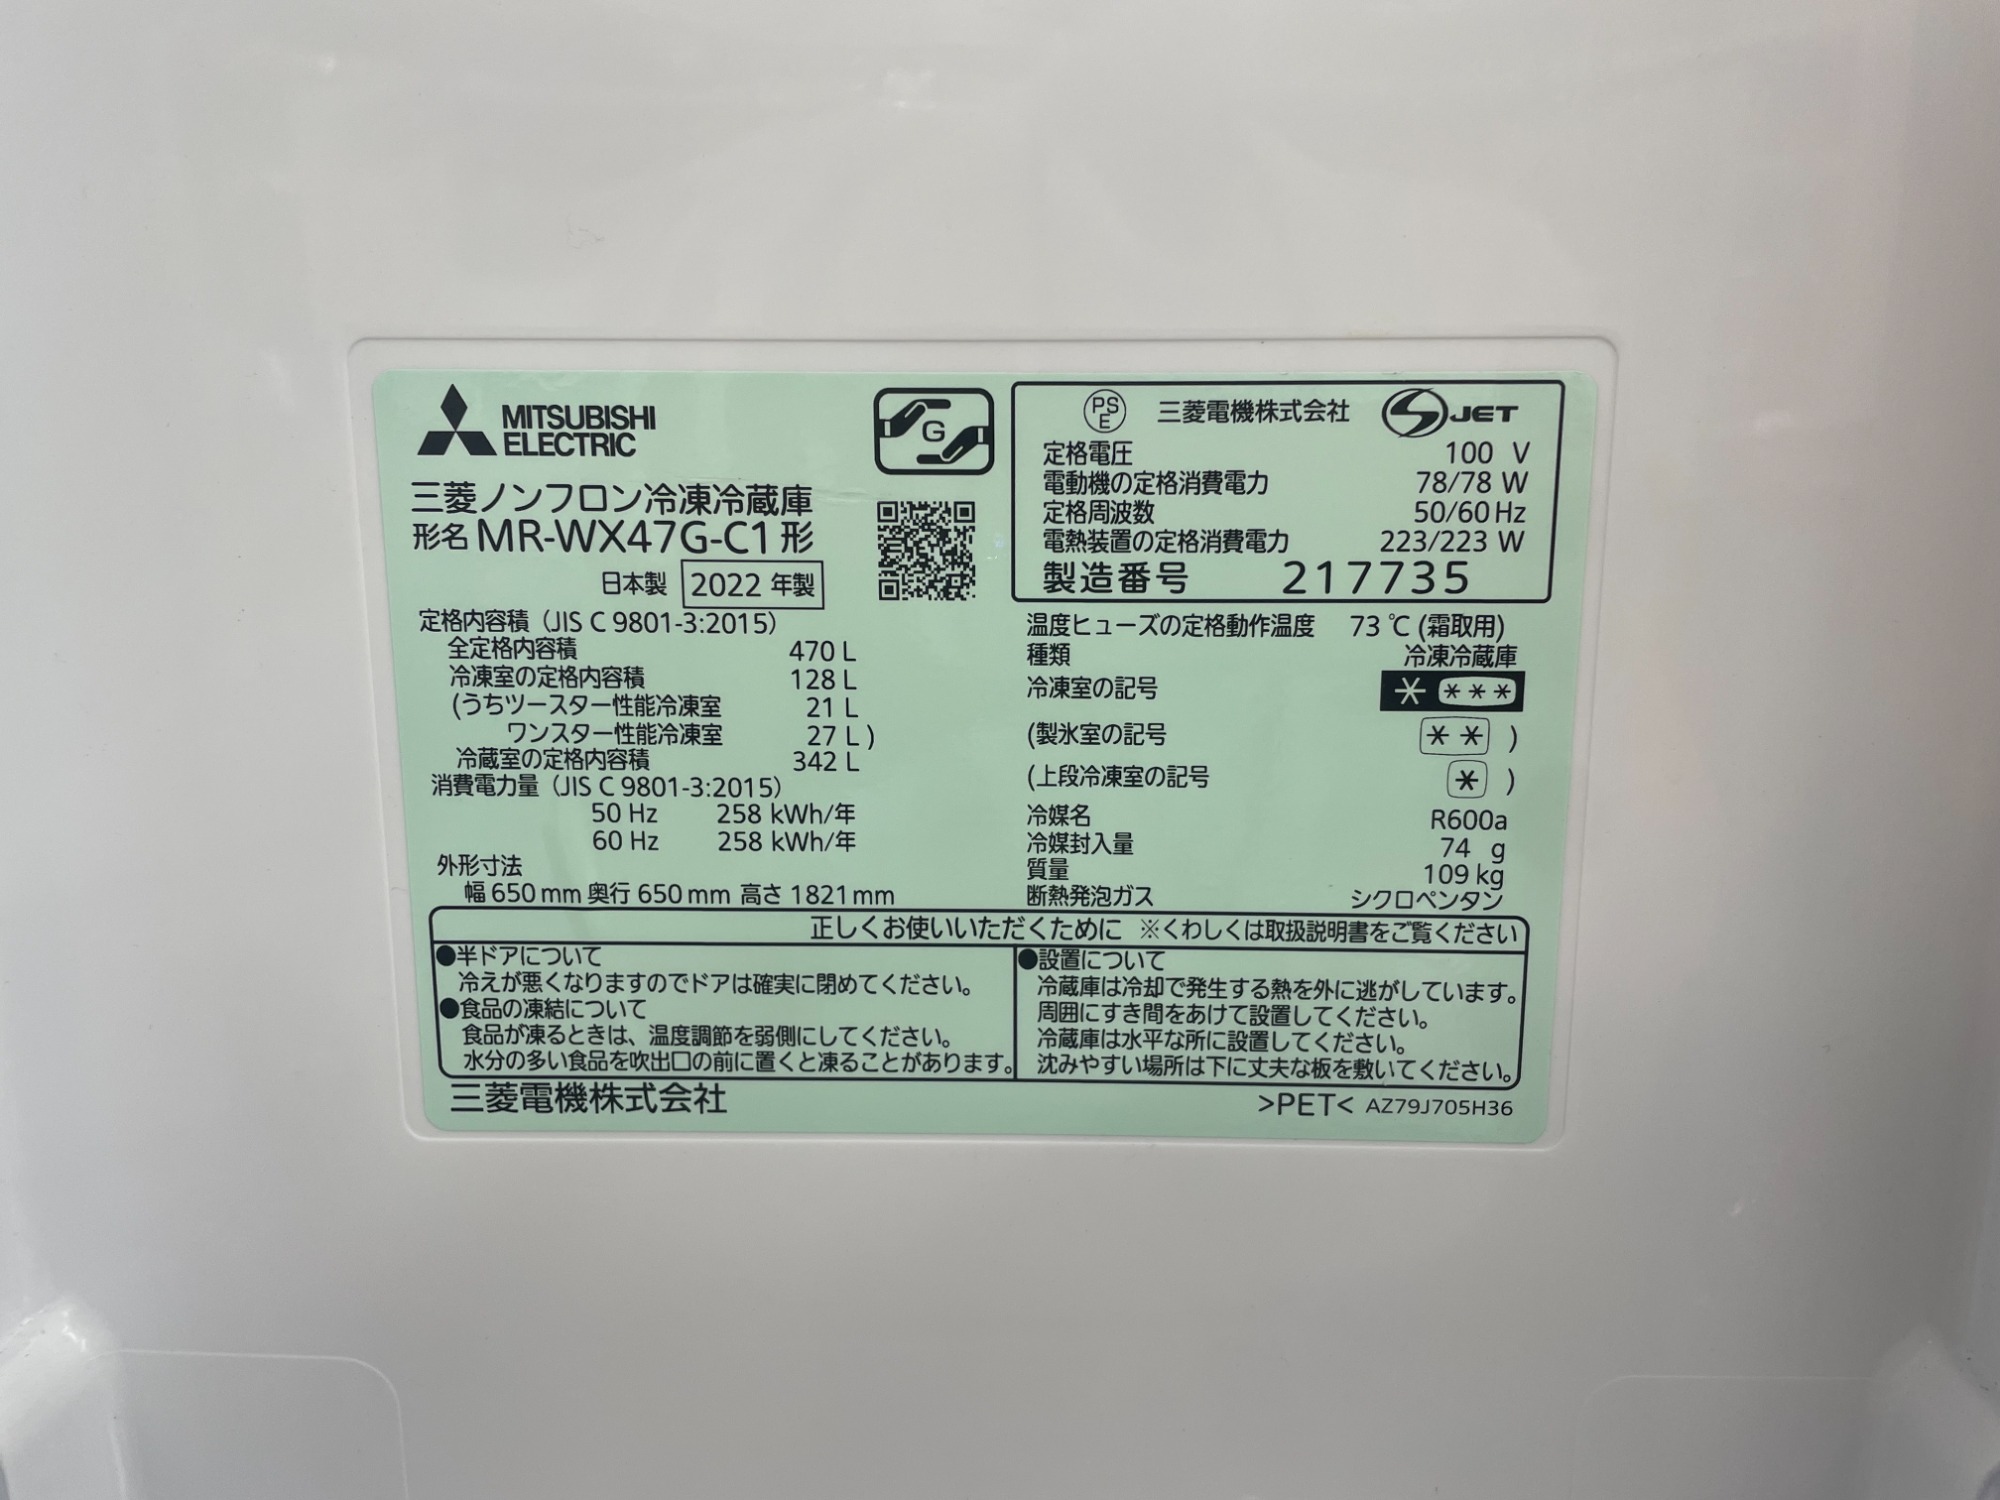 MITSUBISHI
ELECTRIC
G
三菱ノンフロン冷凍冷蔵庫
形名 MR-WX47G-C1 形
日本製 2022 年製
定格内容積（JIS C 9801-3:2015）
全定格内容積 470 L
冷凍室の定格内容積 128 L
(うちツースター性能冷凍室 21 L
ワンスター性能冷凍室 27 L )
冷蔵室の定格内容積 342 L
消費電力量（JIS C 9801-3:2015）
50 Hz 258 kWh/年
60 Hz 258 kWh/年
外形寸法
幅 650 mm 奥行 650 mm 高さ 1821 mm
PS
E
三菱電機株式会社 JET
定格電圧 100 V
電動機の定格消費電力 78/78 W
定格周波数 50/60 Hz
電熱装置の定格消費電力 223/223 W
製造番号 217735
温度ヒューズの定格動作温度 73 ℃ (霜取用)
種類 冷凍冷蔵庫
冷凍室の記号 * ***
(製氷室の記号 ** )
(上段冷凍室の記号 * )
冷媒名 R600a
冷媒封入量 74 g
質量 109 kg
断熱発泡ガス シクロペンタン
正しくお使いいただくために ※くわしくは取扱説明書をご覧ください
●半ドアについて
冷えが悪くなりますのでドアは確実に閉めてください。
●食品の凍結について
食品が凍るときは、温度調節を弱側にしてください。
水分の多い食品を吹出口の前に置くと凍ることがあります。
●設置について
冷蔵庫は冷却で発生する熱を外に逃がしています。
周囲にすき間をあけて設置してください。
冷蔵庫は水平な所に設置してください。
沈みやすい場所は下に丈夫な板を敷いてください。
三菱電機株式会社
>PET< AZ79J705H36